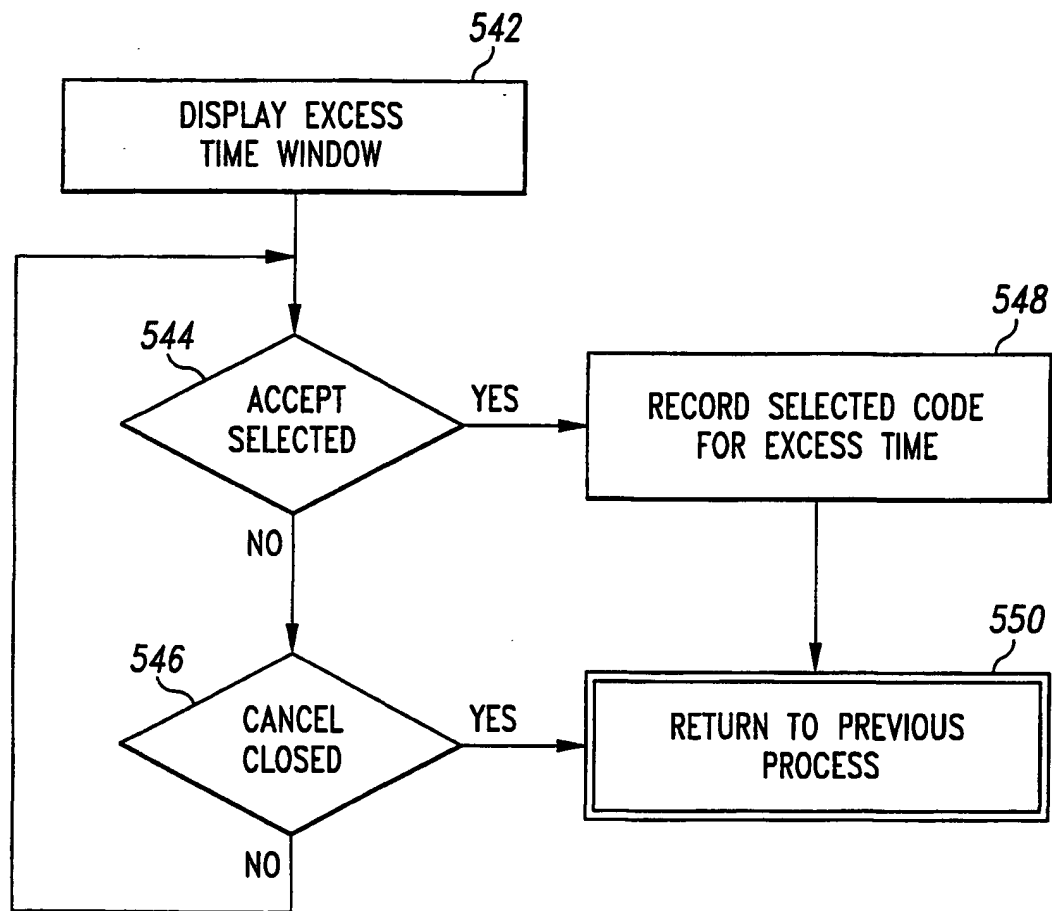 542
DISPLAY EXCESS
TIME WINDOW
544
ACCEPT
SELECTED
YES
NO
548
RECORD SELECTED CODE
FOR EXCESS TIME
546
CANCEL
CLOSED
YES
NO
550
RETURN TO PREVIOUS
PROCESS